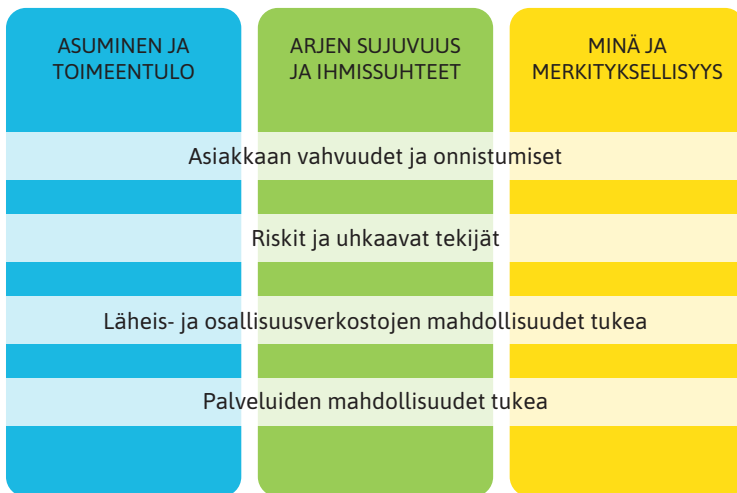 ASUMINEN JA
TOIMEENTULO
ARJEN SUJUVUUS
JA IHMISSUHTEET
MINÄ JA
MERKITYKSELLISYYS
Asiakkaan vahvuudet ja onnistumiset
Riskit ja uhkaavat tekijät
Läheis- ja osallisuusverkostojen mahdollisuudet tukea
Palveluiden mahdollisuudet tukea